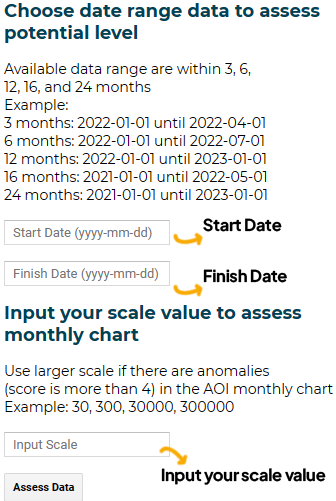 Choose date range data to assess
potential level
Available data range are within 3, 6,
12, 16, and 24 months
Example:
3 months: 2022-01-01 until 2022-04-01
6 months: 2022-01-01 until 2022-07-01
12 months: 2022-01-01 until 2023-01-01
16 months: 2021-01-01 until 2022-05-01
24 months: 2021-01-01 until 2023-01-01
Start Date (yyyy-mm-dd)
Start Date
Finish Date (yyyy-mm-dd)
Finish Date
Input your scale value to assess
monthly chart
Use larger scale if there are anomalies
(score is more than 4) in the AOI monthly chart
Example: 30, 300, 30000, 300000
Input Scale
Input your scale value
Assess Data